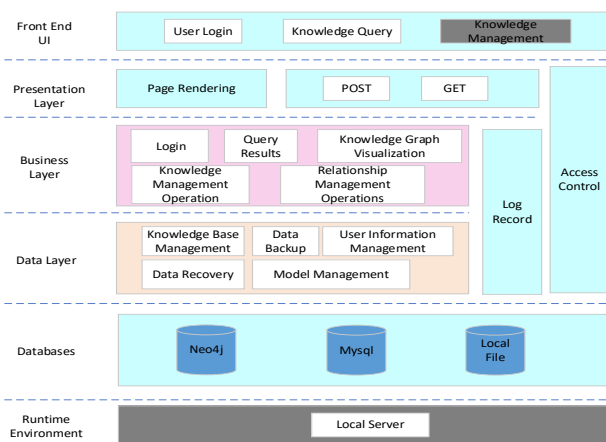 Front End
UI
User Login
Knowledge Query
Knowledge
Management
Presentation
Layer
Page Rendering
POST
GET
Access
Control
Business
Layer
Login
Query
Results
Knowledge Graph
Visualization
Knowledge
Management
Operation
Relationship
Management
Operations
Log
Record
Data Layer
Knowledge Base
Management
Data
Backup
User Information
Management
Data Recovery
Model Management
Databases
Neo4j
Mysql
Local
File
Runtime
Environment
Local Server